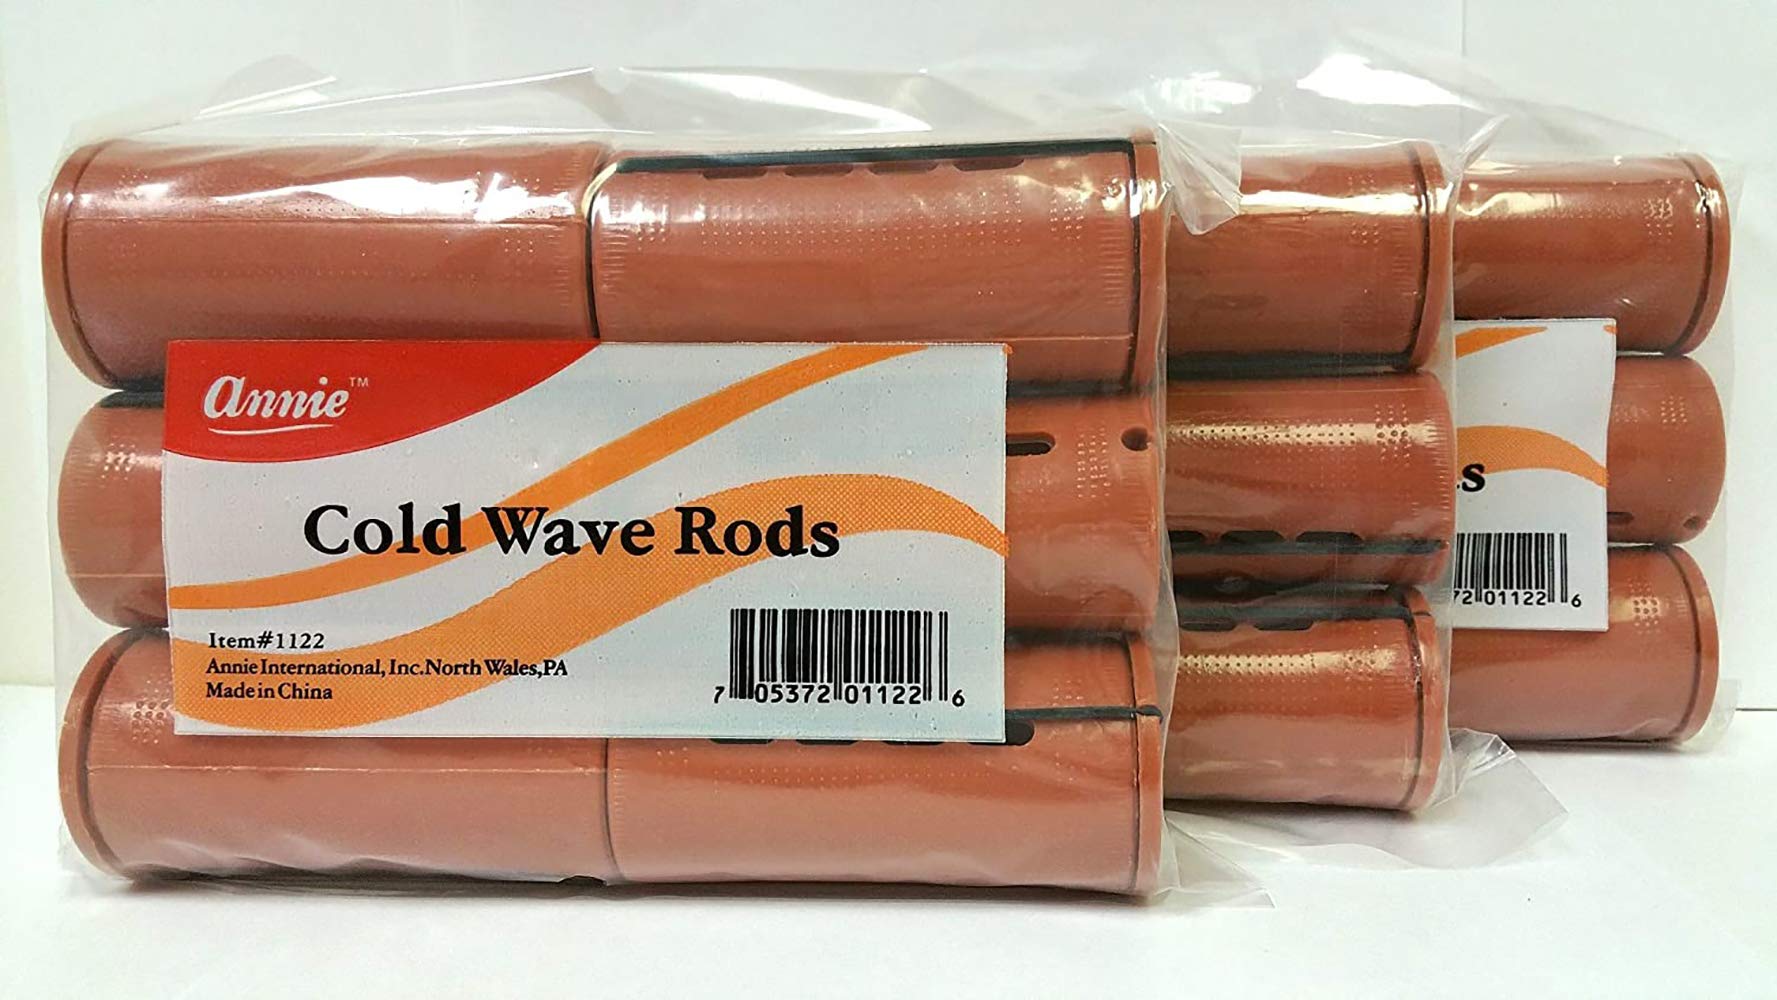 annie™
Cold Wave Rods
Item#1122
Annie International, Inc. North Wales, PA
Made in China
7 05372 01122 6
s
72 01122 6